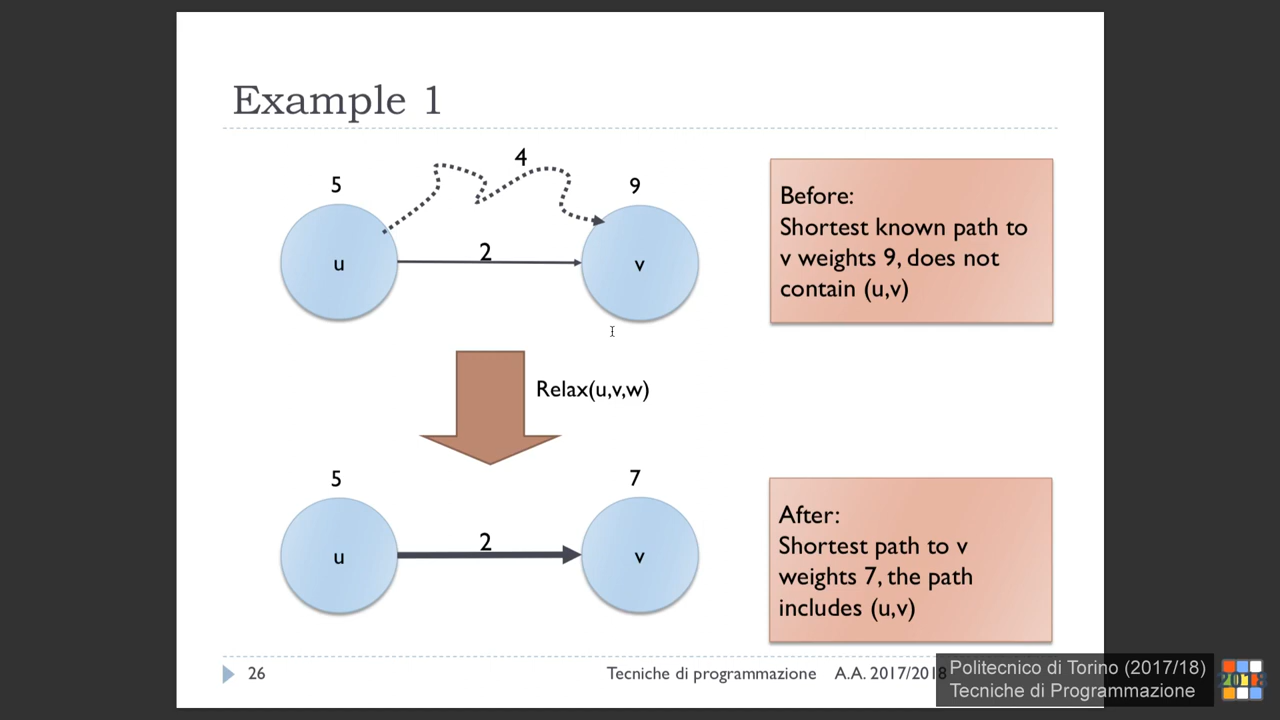 Example 1
4
5
9
2
u
v
Before:
Shortest known path to
v weights 9, does not
contain (u,v)
Relax(u,v,w)
5
7
2
u
v
After:
Shortest path to v
weights 7, the path
includes (u,v)
26
Tecniche di programmazione A.A. 2017/2018
Politecnico di Torino (2017/18)
Tecniche di Programmazione
2018